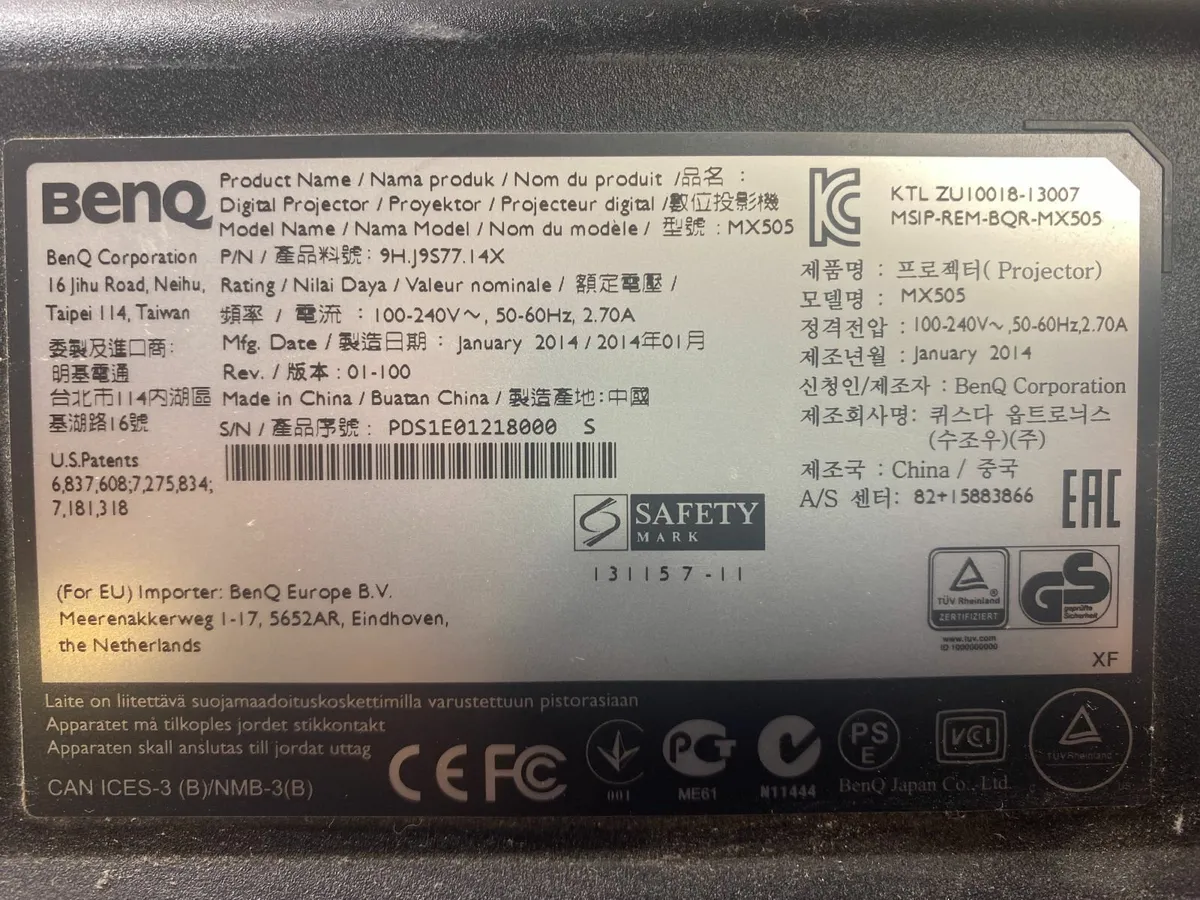 BenQ
BenQ Corporation
16 Jihu Road, Neihu,
Taipei 114, Taiwan
委製及進口商:
明基電通
台北市114內湖區
基湖路16號
U.S.Patents
6,837,608;7,275,834;
7,181,318
Product Name / Nama produk / Nom du produit /品名 :
Digital Projector / Proyektor / Projecteur digital /數位投影機
Model Name / Nama Model / Nom du modèle / 型號 : MX505
P/N / 產品料號 : 9H.J9S77.14X
Rating / Nilai Daya / Valeur nominale / 額定電壓 /
頻率 / 電流 : 100-240V～, 50-60Hz, 2.70A
Mfg. Date / 製造日期 : January 2014 / 2014年01月
Rev. / 版本 : 01-100
Made in China / Buatan China / 製造產地:中國
S/N / 產品序號 : PDS1E01218000 S
SAFETY
MARK
131157-11
KTL ZU10018-13007
MSIP-REM-BQR-MX505
제품명 : 프로젝터( Projector)
모델명 : MX505
정격전압 : 100-240V～,50-60Hz,2.70A
제조년월 : January 2014
신청인/제조자 : BenQ Corporation
제조회사명: 퀴스다 옵트로닉스
(수조우)(주)
제조국 : China / 중국
A/S 센터: 82+15883866
EAC
TÜV Rheinland
ZERTIFIZIERT
www.tuv.com
ID 1000000000
GS
geprüfte
Sicherheit
XF
(For EU) Importer: BenQ Europe B.V.
Meerenakkerweg 1-17, 5652AR, Eindhoven,
the Netherlands
Laite on liitettävä suojamaadoituskoskettimilla varustettuun pistorasiaan
Apparatet må tilkoples jordet stikkontakt
Apparaten skall anslutas till jordat uttag
CAN ICES-3 (B)/NMB-3(B)
CE FC
001
ME61
N11444
PS
E
BenQ Japan Co., Ltd.
VCI
TÜVRheinland